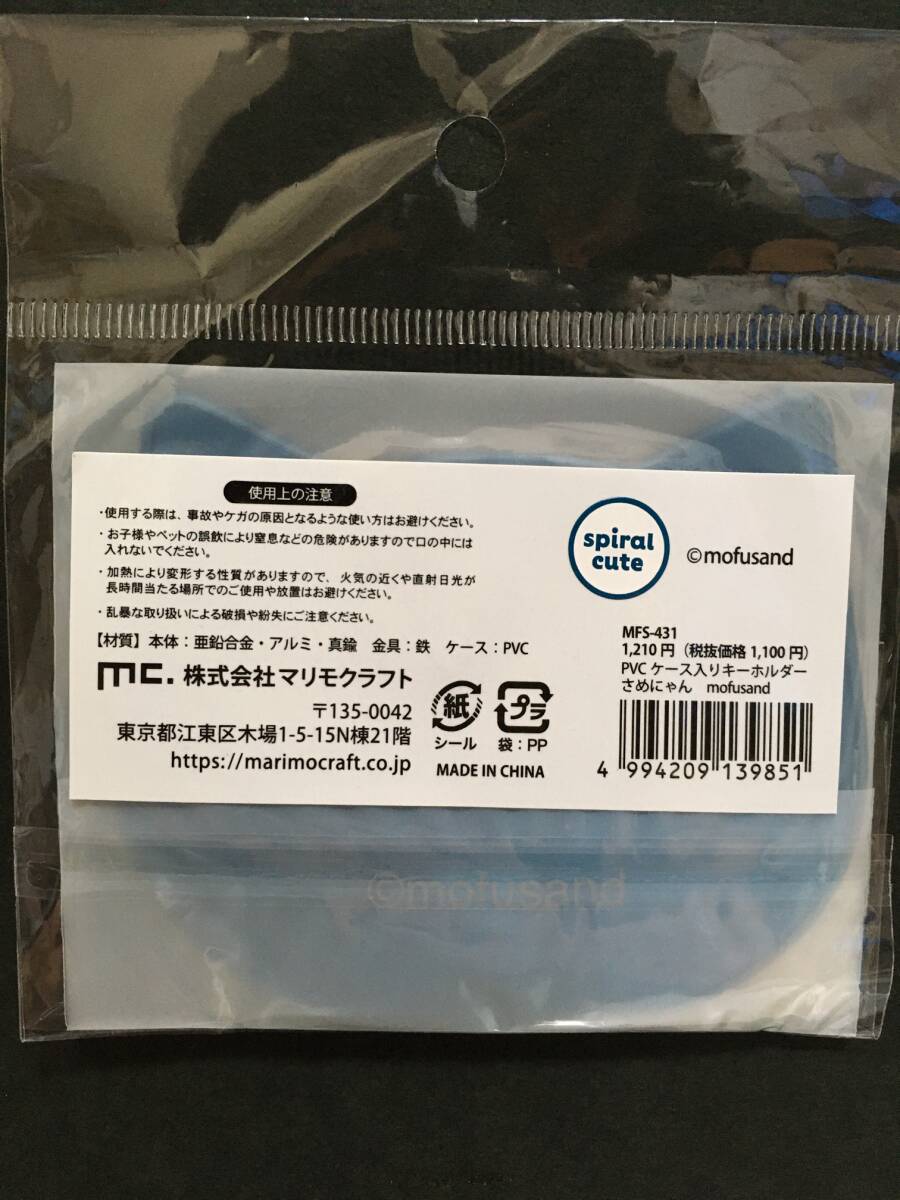 使用上の注意
・使用する際は、事故やケガの原因となるような使い方はお避けください。
・お子様やペットの誤飲により窒息などの危険がありますので口の中には
入れないでください。
・加熱により変形する性質がありますので、火気の近くや直射日光が
長時間当たる場所でのご使用や放置はお避けください。
・乱暴な取り扱いによる破損や紛失にご注意ください。
【材質】本体：亜鉛合金・アルミ・真鍮 金具：鉄 ケース：PVC
mc. 株式会社マリモクラフト
〒135-0042
東京都江東区木場1-5-15N棟21階
https://marimocraft.co.jp
紙
シール
プラ
袋：PP
MADE IN CHINA
spiral
cute
©mofusand
MFS-431
1,210円（税抜価格 1,100円）
PVCケース入りキーホルダー
さめにゃん mofusand
4 994209 139851
©mofusand